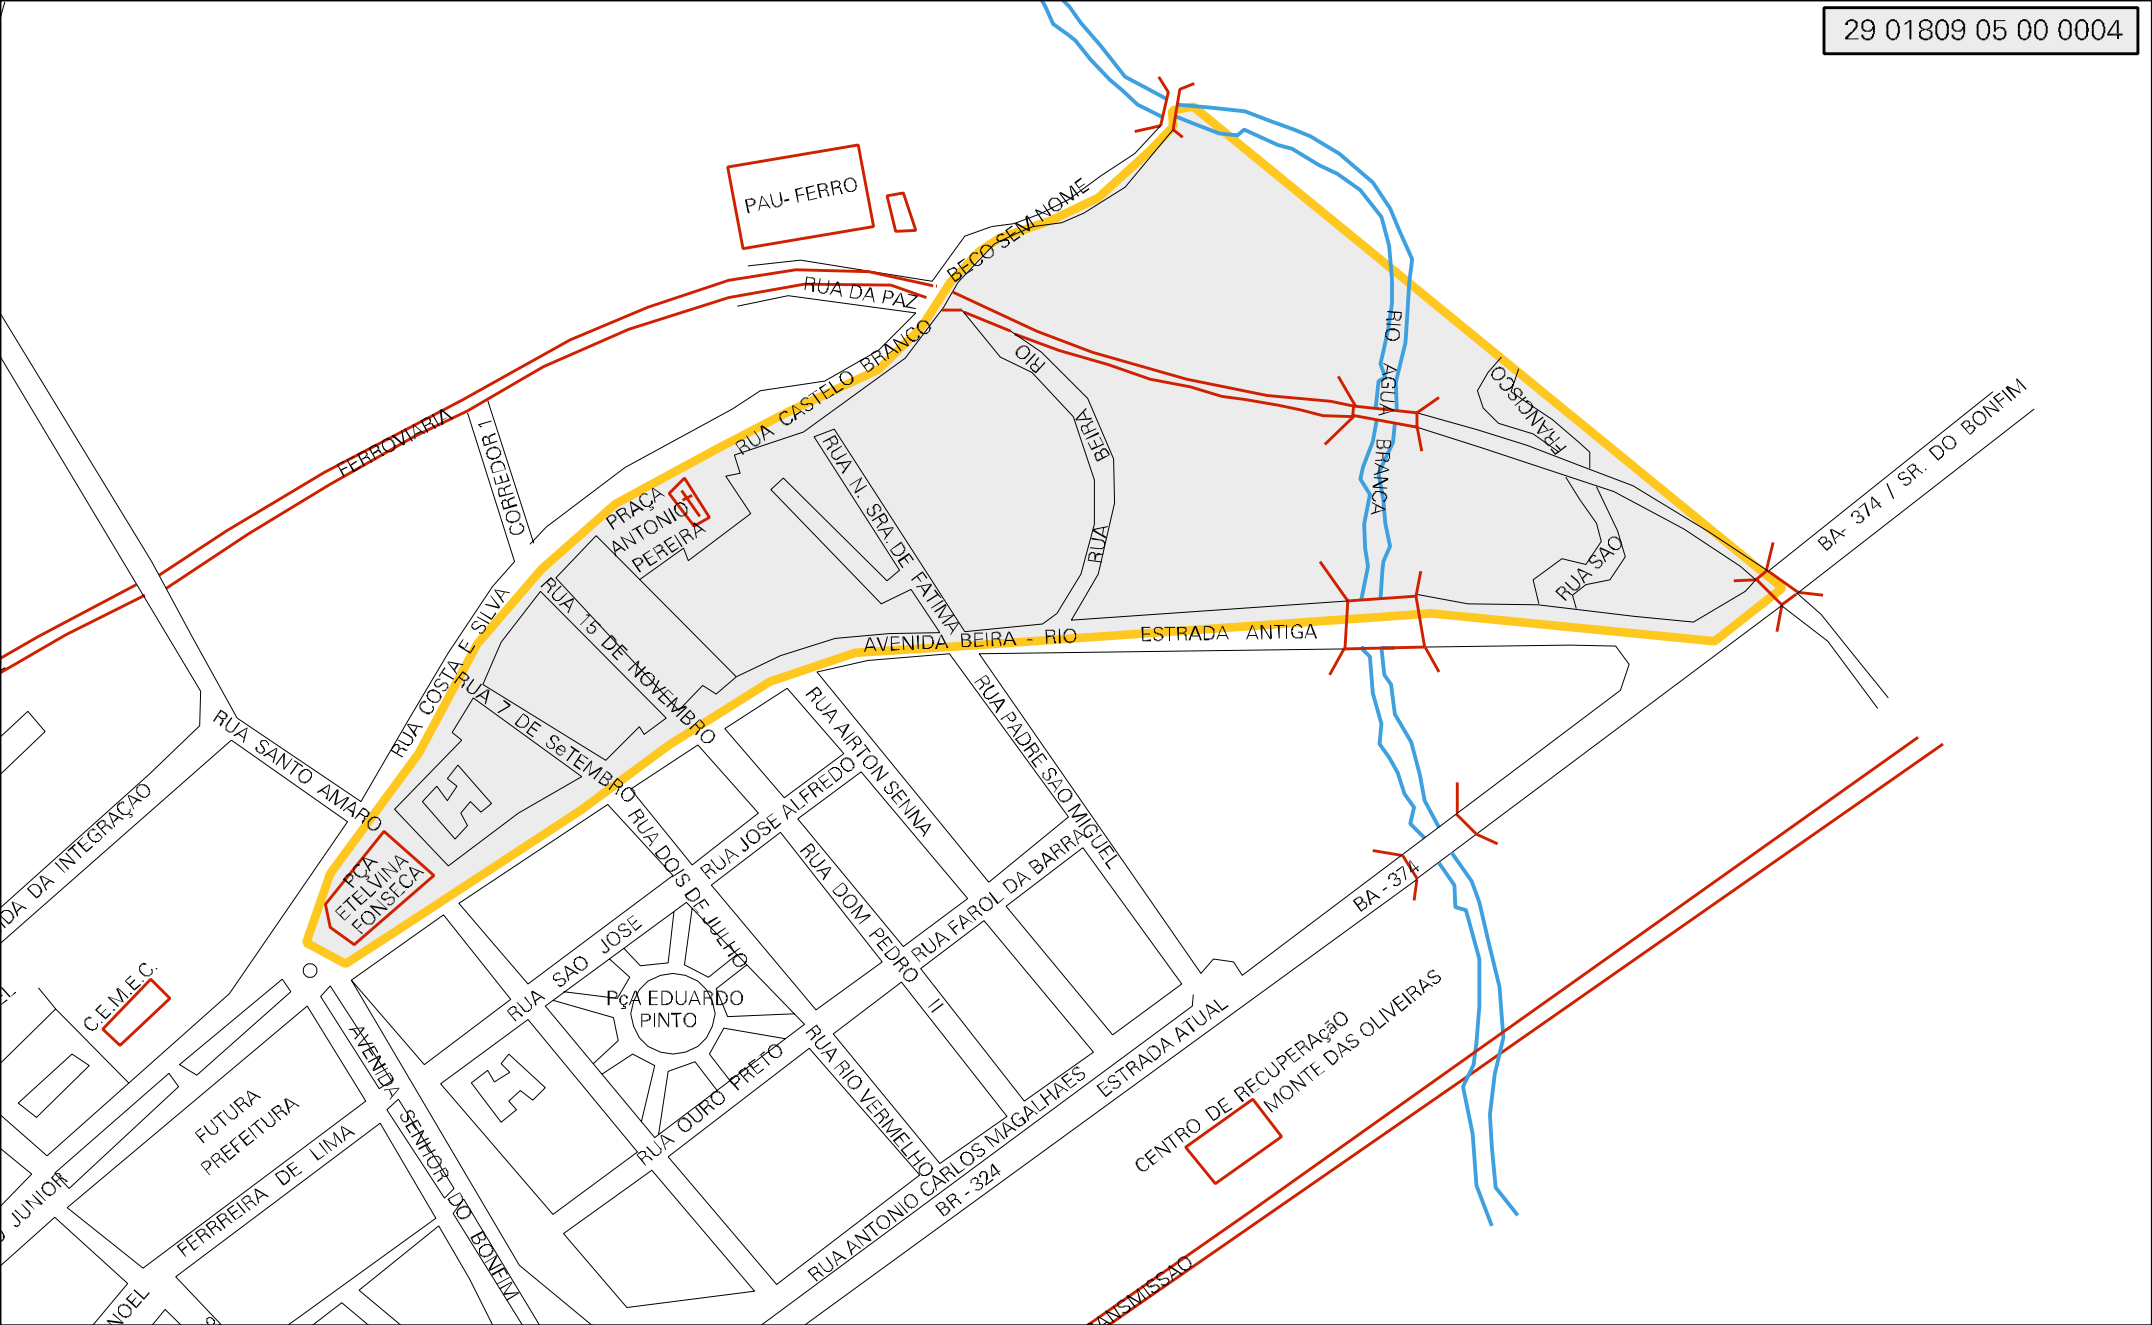 29 01809 05 00 0004
PAU- FERRO
BECO SEM NOME
RUA DA PAZ
RUA CASTELO BRANCO
FERROVIARIA
CORREDOR 1
RIO
BEIRA
RUA
RIO AGUA BRANCA
FRANCISCO
RUA SAO
BA- 374 / SR. DO BONFIM
PRAÇA
ANTONIO
PEREIRA
RUA N. SRA. DE FATIMA
RUA 15 DE NOVEMBRO
AVENIDA BEIRA - RIO
ESTRADA ANTIGA
RUA COSTA E SILVA
RUA 7 DE SeTEMBRO
RUA SANTO AMARO
RUA AIRTON SENNA
RUA PADRE SAO MIGUEL
RUA JOSE ALFREDO
RUA DOIS DE JULHO
RUA DOM PEDRO II
RUA FAROL DA BARRA
IDA DA INTEGRAÇAO
PÇA
ETELVINA
FONSECA
BA - 374
RUA SAO JOSE
PçA EDUARDO
PINTO
C.E.M.E.C.
EL
AVENIDA SENHOR DO BONFIM
RUA OURO PRETO
RUA RIO VERMELHO
ESTRADA ATUAL
CENTRO DE RECUPERAçãO
MONTE DAS OLIVEIRAS
FUTURA
PREFEITURA
FERRREIRA DE LIMA
RUA ANTONIO CARLOS MAGALHAES
BR - 324
O JUNIOR
NOEL
ANSMISSAO